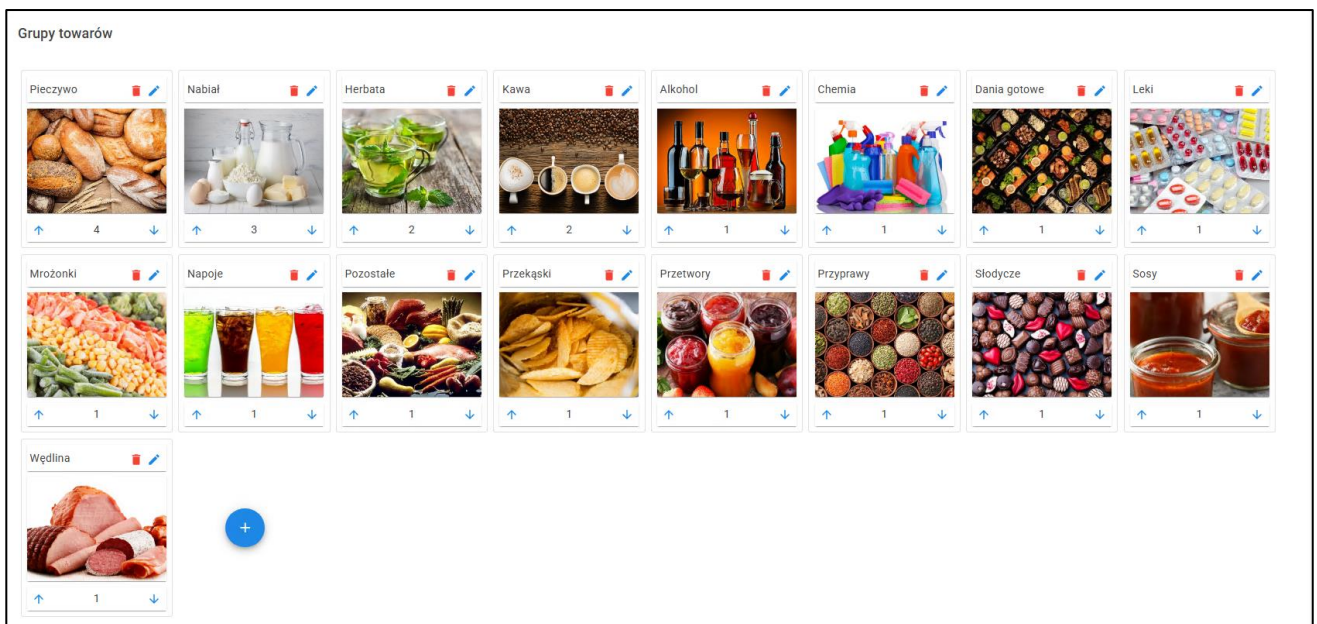 Grupy towarów
Pieczywo Nabiał Herbata Kawa Alkohol Chemia Dania gotowe Leki
4 3 2 2 1 1 1 1
Mrożonki Napoje Pozostałe Przekąski Przetwory Przyprawy Słodycze Sosy
1 1 1 1 1 1 1 1
Wędlina
+
1